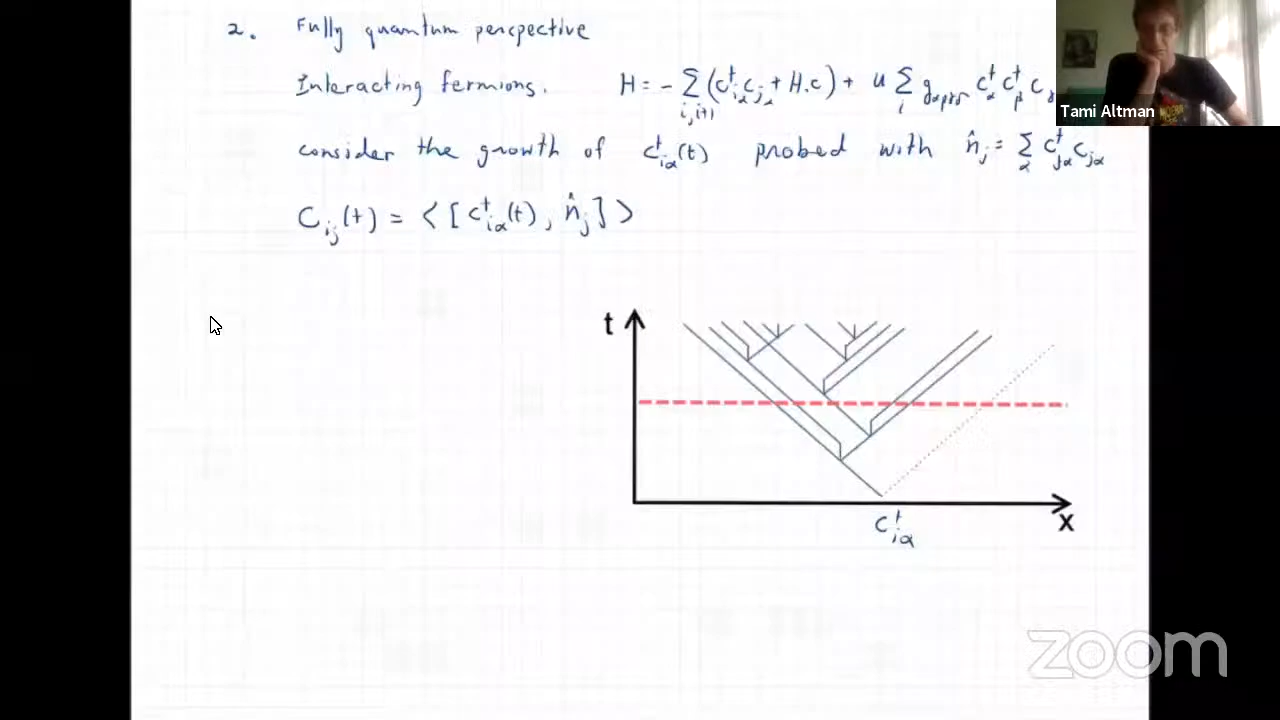 2. Fully quantum perspective
Interacting fermions. H = - Σ_{i,(i+1)} (c†_{iα} c_{jα} + H.c) + u Σ_i g_{αβγδ} c†_α c†_β c_γ
Tami Altman
consider the growth of c†_{iα}(t) probed with n̂_j = Σ_α c†_{jα} c_{jα}
C_{ij}(t) = < [ c†_{iα}(t) , n̂_j ] >
t
x
c†_{iα}
zoom